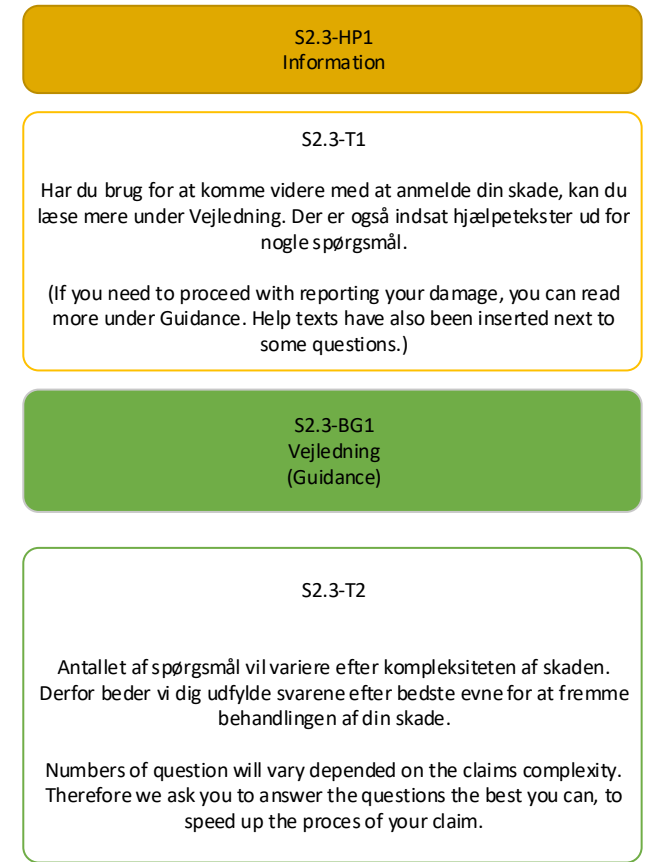 S2.3-HP1
Information
S2.3-T1
Har du brug for at komme videre med at anmelde din skade, kan du
læse mere under Vejledning. Der er også indsat hjælpetekster ud for
nogle spørgsmål.
(If you need to proceed with reporting your damage, you can read
more under Guidance. Help texts have also been inserted next to
some questions.)
S2.3-BG1
Vejledning
(Guidance)
S2.3-T2
Antallet af spørgsmål vil variere efter kompleksiteten af skaden.
Derfor beder vi dig udfylde svarene efter bedste evne for at fremme
behandlingen af din skade.
Numbers of question will vary depended on the claims complexity.
Therefore we ask you to answer the questions the best you can, to
speed up the proces of your claim.